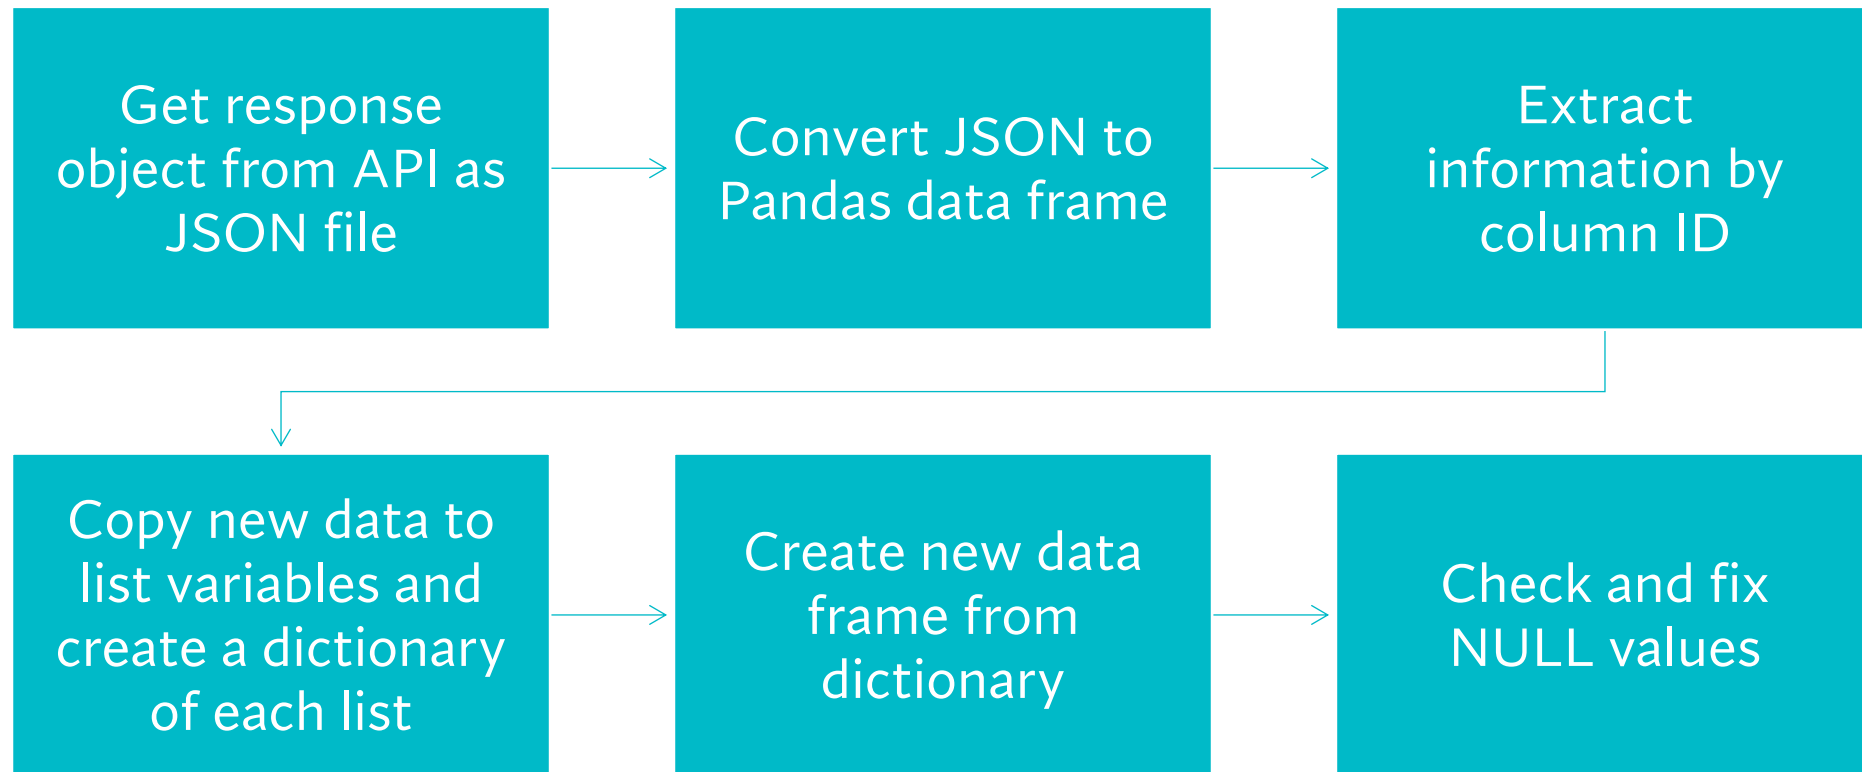 Get response
object from API as
JSON file
Convert JSON to
Pandas data frame
Extract
information by
column ID
Copy new data to
list variables and
create a dictionary
of each list
Create new data
frame from
dictionary
Check and fix
NULL values